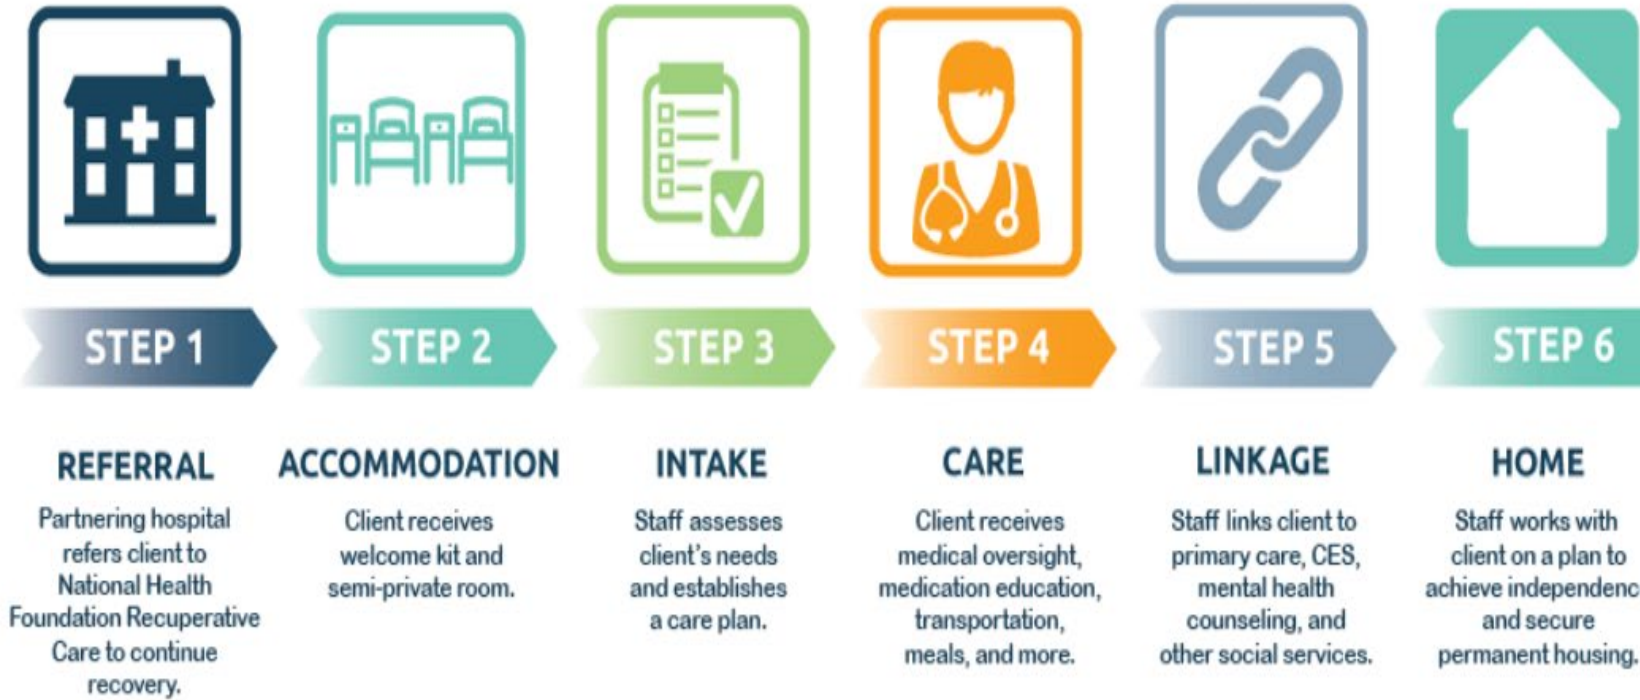 STEP 1
STEP 2
STEP 3
STEP 4
STEP 5
STEP 6
REFERRAL
Partnering hospital
refers client to
National Health
Foundation Recuperative
Care to continue
recovery.
ACCOMMODATION
Client receives
welcome kit and
semi-private room.
INTAKE
Staff assesses
client's needs
and establishes
a care plan.
CARE
Client receives
medical oversight,
medication education,
transportation,
meals, and more.
LINKAGE
Staff links client to
primary care, CES,
mental health
counseling, and
other social services.
HOME
Staff works with
client on a plan to
achieve independenc
and secure
permanent housing.